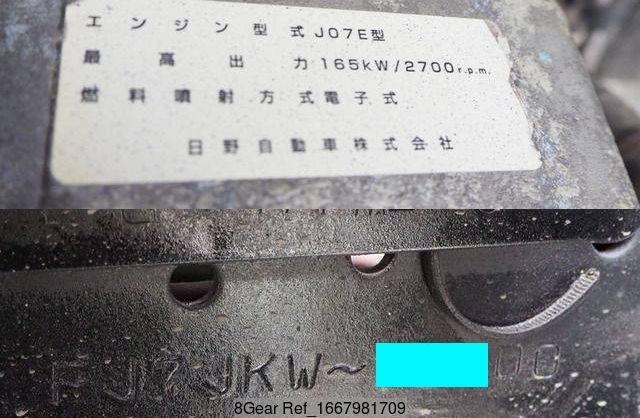 エンジン型式J07E型
最高出力165kW/2700r.p.m.
燃料噴射方式電子式
日野自動車株式会社
FJ7JKW~ 00
8Gear Ref_1667981709